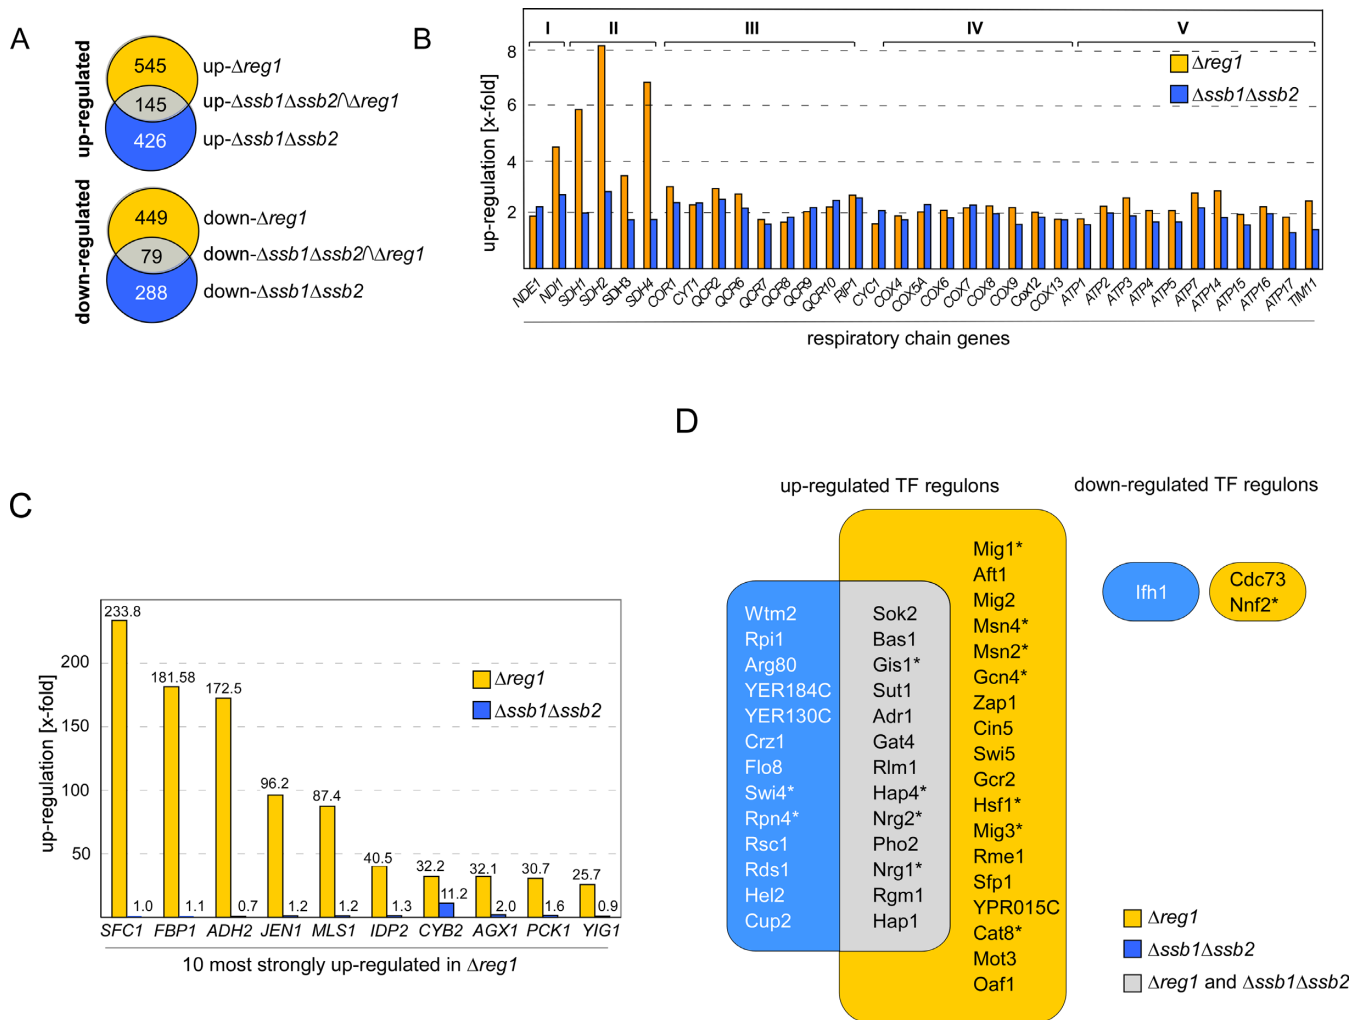 A
up-regulated
545
up-Δreg1
145
up-Δssb1Δssb2⋂Δreg1
426
up-Δssb1Δssb2
down-regulated
449
down-Δreg1
79
down-Δssb1Δssb2⋂Δreg1
288
down-Δssb1Δssb2
B
I II III IV V
up-regulation [x-fold]
8
6
4
2
Δreg1
Δssb1Δssb2
NDE1 NDI1 SDH1 SDH2 SDH3 SDH4 COR1 CYT1 QCR2 QCR6 QCR7 QCR8 QCR9 QCR10 RIP1 CYC1 COX4 COX5A COX6 COX7 COX8 COX9 Cox12 COX13 ATP1 ATP2 ATP3 ATP4 ATP5 ATP7 ATP14 ATP15 ATP16 ATP17 TIM11
respiratory chain genes
C
up-regulation [x-fold]
200
150
100
50
233.8 1.0 181.58 1.1 172.5 0.7 96.2 1.2 87.4 1.2 40.5 1.3 32.2 11.2 32.1 2.0 30.7 1.6 25.7 0.9
Δreg1
Δssb1Δssb2
SFC1 FBP1 ADH2 JEN1 MLS1 IDP2 CYB2 AGX1 PCK1 YIG1
10 most strongly up-regulated in Δreg1
D
up-regulated TF regulons
down-regulated TF regulons
Wtm2
Rpi1
Arg80
YER184C
YER130C
Crz1
Flo8
Swi4*
Rpn4*
Rsc1
Rds1
Hel2
Cup2
Sok2
Bas1
Gis1*
Sut1
Adr1
Gat4
Rlm1
Hap4*
Nrg2*
Pho2
Nrg1*
Rgm1
Hap1
Mig1*
Aft1
Mig2
Msn4*
Msn2*
Gcn4*
Zap1
Cin5
Swi5
Gcr2
Hsf1*
Mig3*
Rme1
Sfp1
YPR015C
Cat8*
Mot3
Oaf1
Ifh1
Cdc73
Nnf2*
Δreg1
Δssb1Δssb2
Δreg1 and Δssb1Δssb2